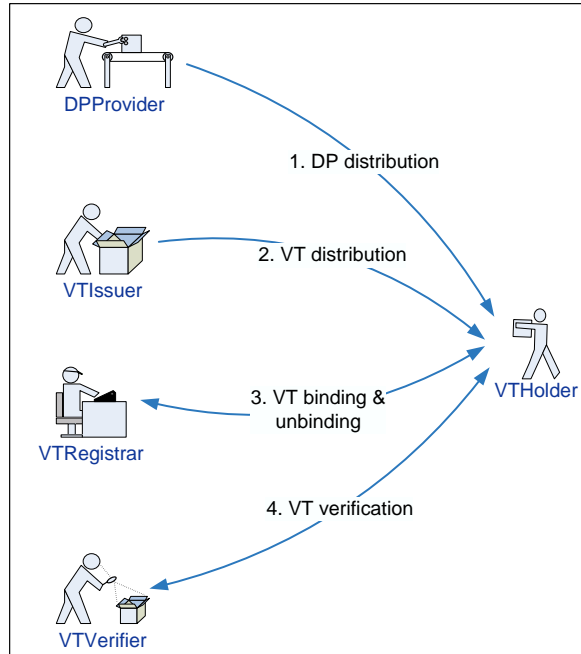 DPProvider
1. DP distribution
VTIssuer
2. VT distribution
VTHolder
3. VT binding &
unbinding
VTRegistrar
4. VT verification
VTVerifier